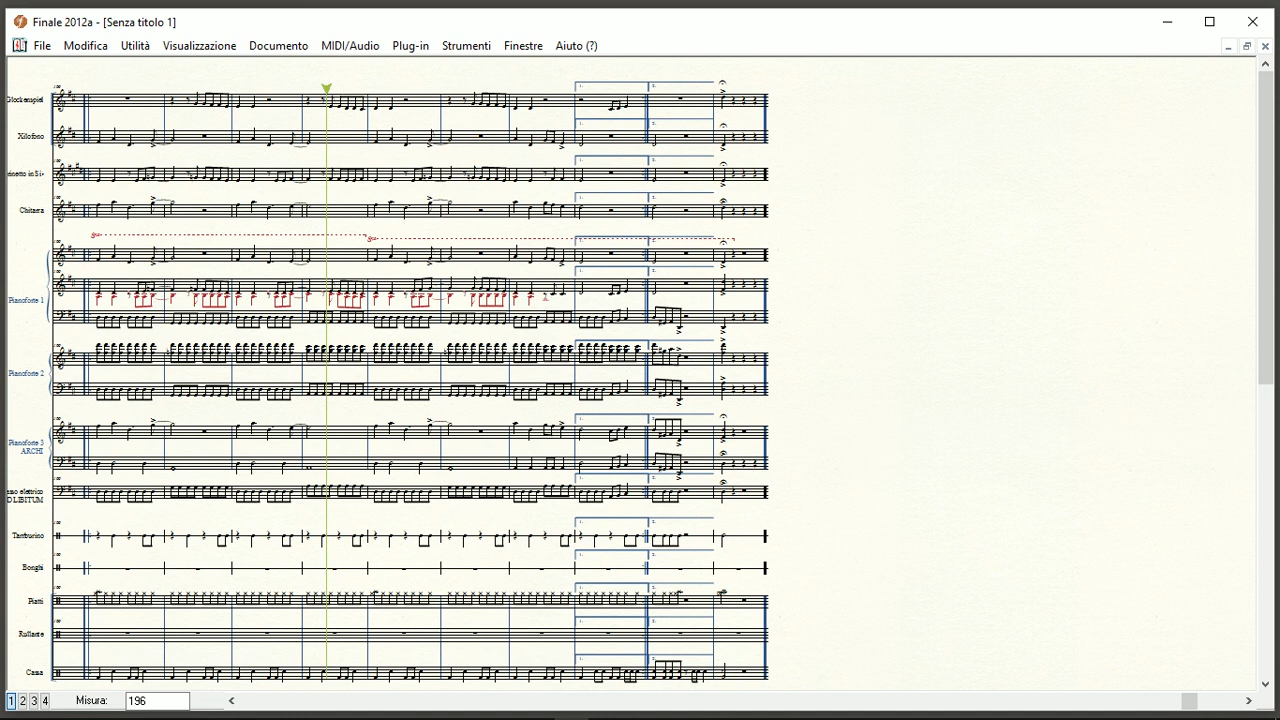 Finale 2012a - [Senza titolo 1]
File Modifica Utilità Visualizzazione Documento MIDI/Audio Plug-in Strumenti Finestre Aiuto (?)
Glockenspiel
Xilofono
Chitarra
Pianoforte 1
Pianoforte 2
Pianoforte 3
ARCHI
Tamburino
Bonghi
Piatti
Rullante
Cassa
1 2 3 4 Misura: 196